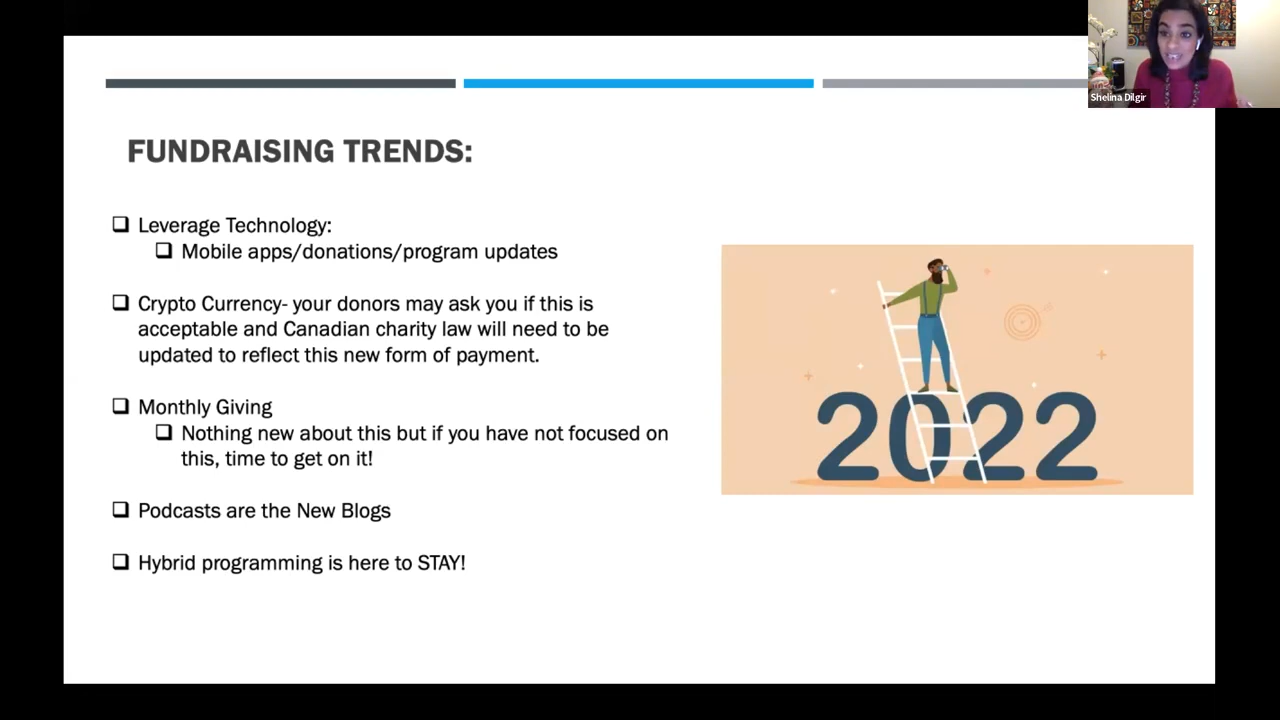 Shelina Dilgir
FUNDRAISING TRENDS:
Leverage Technology:
Mobile apps/donations/program updates
Crypto Currency- your donors may ask you if this is
acceptable and Canadian charity law will need to be
updated to reflect this new form of payment.
Monthly Giving
Nothing new about this but if you have not focused on
this, time to get on it!
Podcasts are the New Blogs
Hybrid programming is here to STAY!
2022